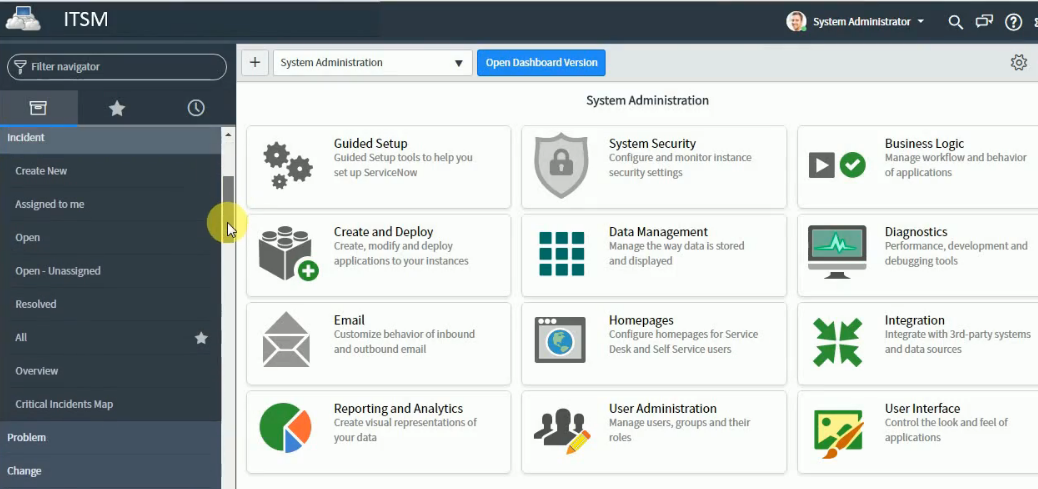 ITSM
System Administrator
Filter navigator
System Administration
Open Dashboard Version
Incident
Create New
Assigned to me
Open
Open - Unassigned
Resolved
All
Overview
Critical Incidents Map
Problem
Change
System Administration
Guided Setup
Guided Setup tools to help you
set up ServiceNow
System Security
Configure and monitor instance
security settings
Business Logic
Manage workflow and behavior
of applications
Create and Deploy
Create, modify and deploy
applications to your instances
Data Management
Manage the way data is stored
and displayed
Diagnostics
Performance, development and
debugging tools
Email
Customize behavior of inbound
and outbound email
Homepages
Configure homepages for Service
Desk and Self Service users
Integration
Integrate with 3rd-party systems
and data sources
Reporting and Analytics
Create visual representations of
your data
User Administration
Manage users, groups and their
roles
User Interface
Control the look and feel of
applications